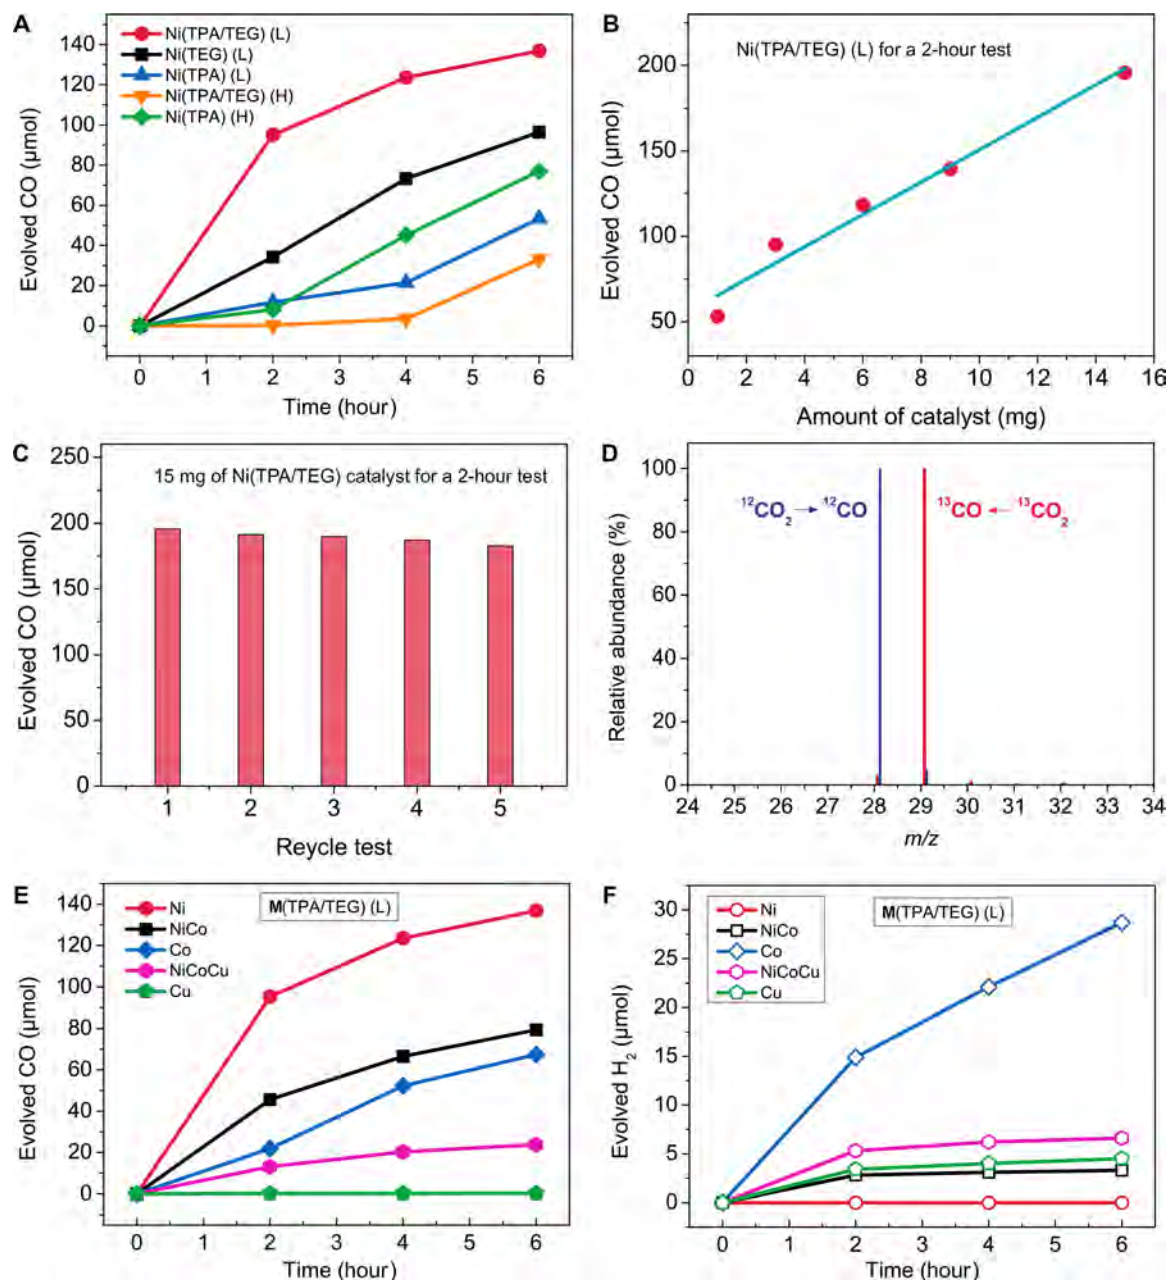 A
Ni(TPA/TEG) (L)
Ni(TEG) (L)
Ni(TPA) (L)
Ni(TPA/TEG) (H)
Ni(TPA) (H)
Evolved CO (µmol)
140
120
100
80
60
40
20
0
0 1 2 3 4 5 6
Time (hour)
B
Ni(TPA/TEG) (L) for a 2-hour test
Evolved CO (µmol)
200
150
100
50
0 2 4 6 8 10 12 14 16
Amount of catalyst (mg)
C
15 mg of Ni(TPA/TEG) catalyst for a 2-hour test
Evolved CO (µmol)
250
200
150
100
50
0
1 2 3 4 5
Reycle test
D
¹²CO₂ → ¹²CO
¹³CO ← ¹³CO₂
Relative abundance (%)
100
80
60
40
20
0
24 25 26 27 28 29 30 31 32 33 34
m/z
E
M(TPA/TEG) (L)
Ni
NiCo
Co
NiCoCu
Cu
Evolved CO (µmol)
140
120
100
80
60
40
20
0
0 1 2 3 4 5 6
Time (hour)
F
M(TPA/TEG) (L)
Ni
NiCo
Co
NiCoCu
Cu
Evolved H₂ (µmol)
30
25
20
15
10
5
0
0 1 2 3 4 5 6
Time (hour)